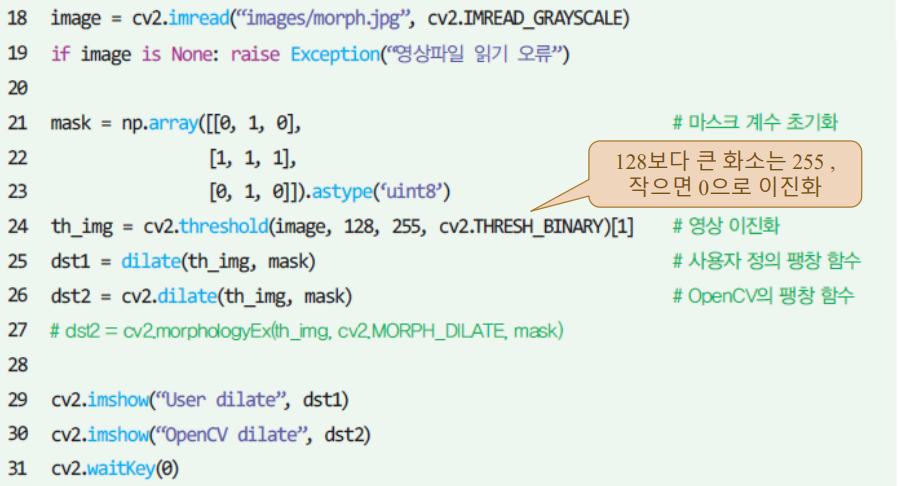 18 image = cv2.imread(“images/morph.jpg”, cv2.IMREAD_GRAYSCALE)
19 if image is None: raise Exception(“영상파일 읽기 오류”)
20
21 mask = np.array([[0, 1, 0], # 마스크 계수 초기화
22 [1, 1, 1],
128보다 큰 화소는 255 ,
작으면 0으로 이진화
23 [0, 1, 0]]).astype(‘uint8’)
24 th_img = cv2.threshold(image, 128, 255, cv2.THRESH_BINARY)[1] # 영상 이진화
25 dst1 = dilate(th_img, mask) # 사용자 정의 팽창 함수
26 dst2 = cv2.dilate(th_img, mask) # OpenCV의 팽창 함수
27 # dst2 = cv2.morphologyEx(th_img, cv2.MORPH_DILATE, mask)
28
29 cv2.imshow(“User dilate”, dst1)
30 cv2.imshow(“OpenCV dilate”, dst2)
31 cv2.waitKey(0)